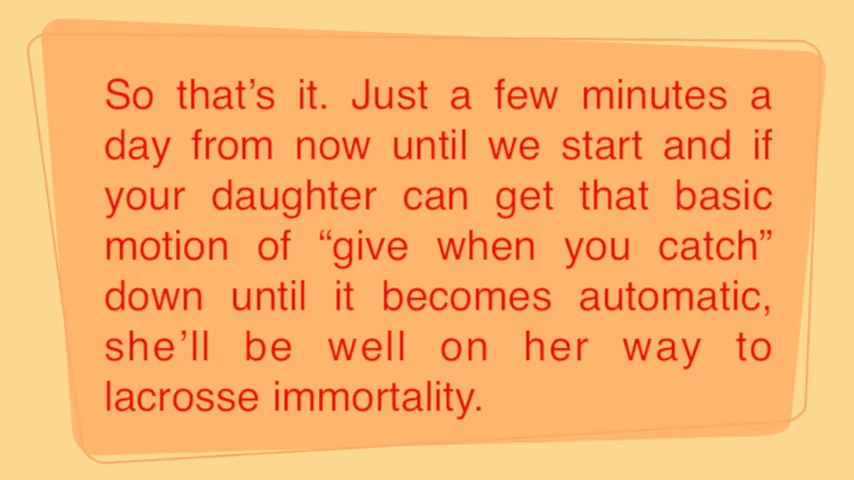 So that’s it. Just a few minutes a
day from now until we start and if
your daughter can get that basic
motion of “give when you catch”
down until it becomes automatic,
she’ll be well on her way to
lacrosse immortality.